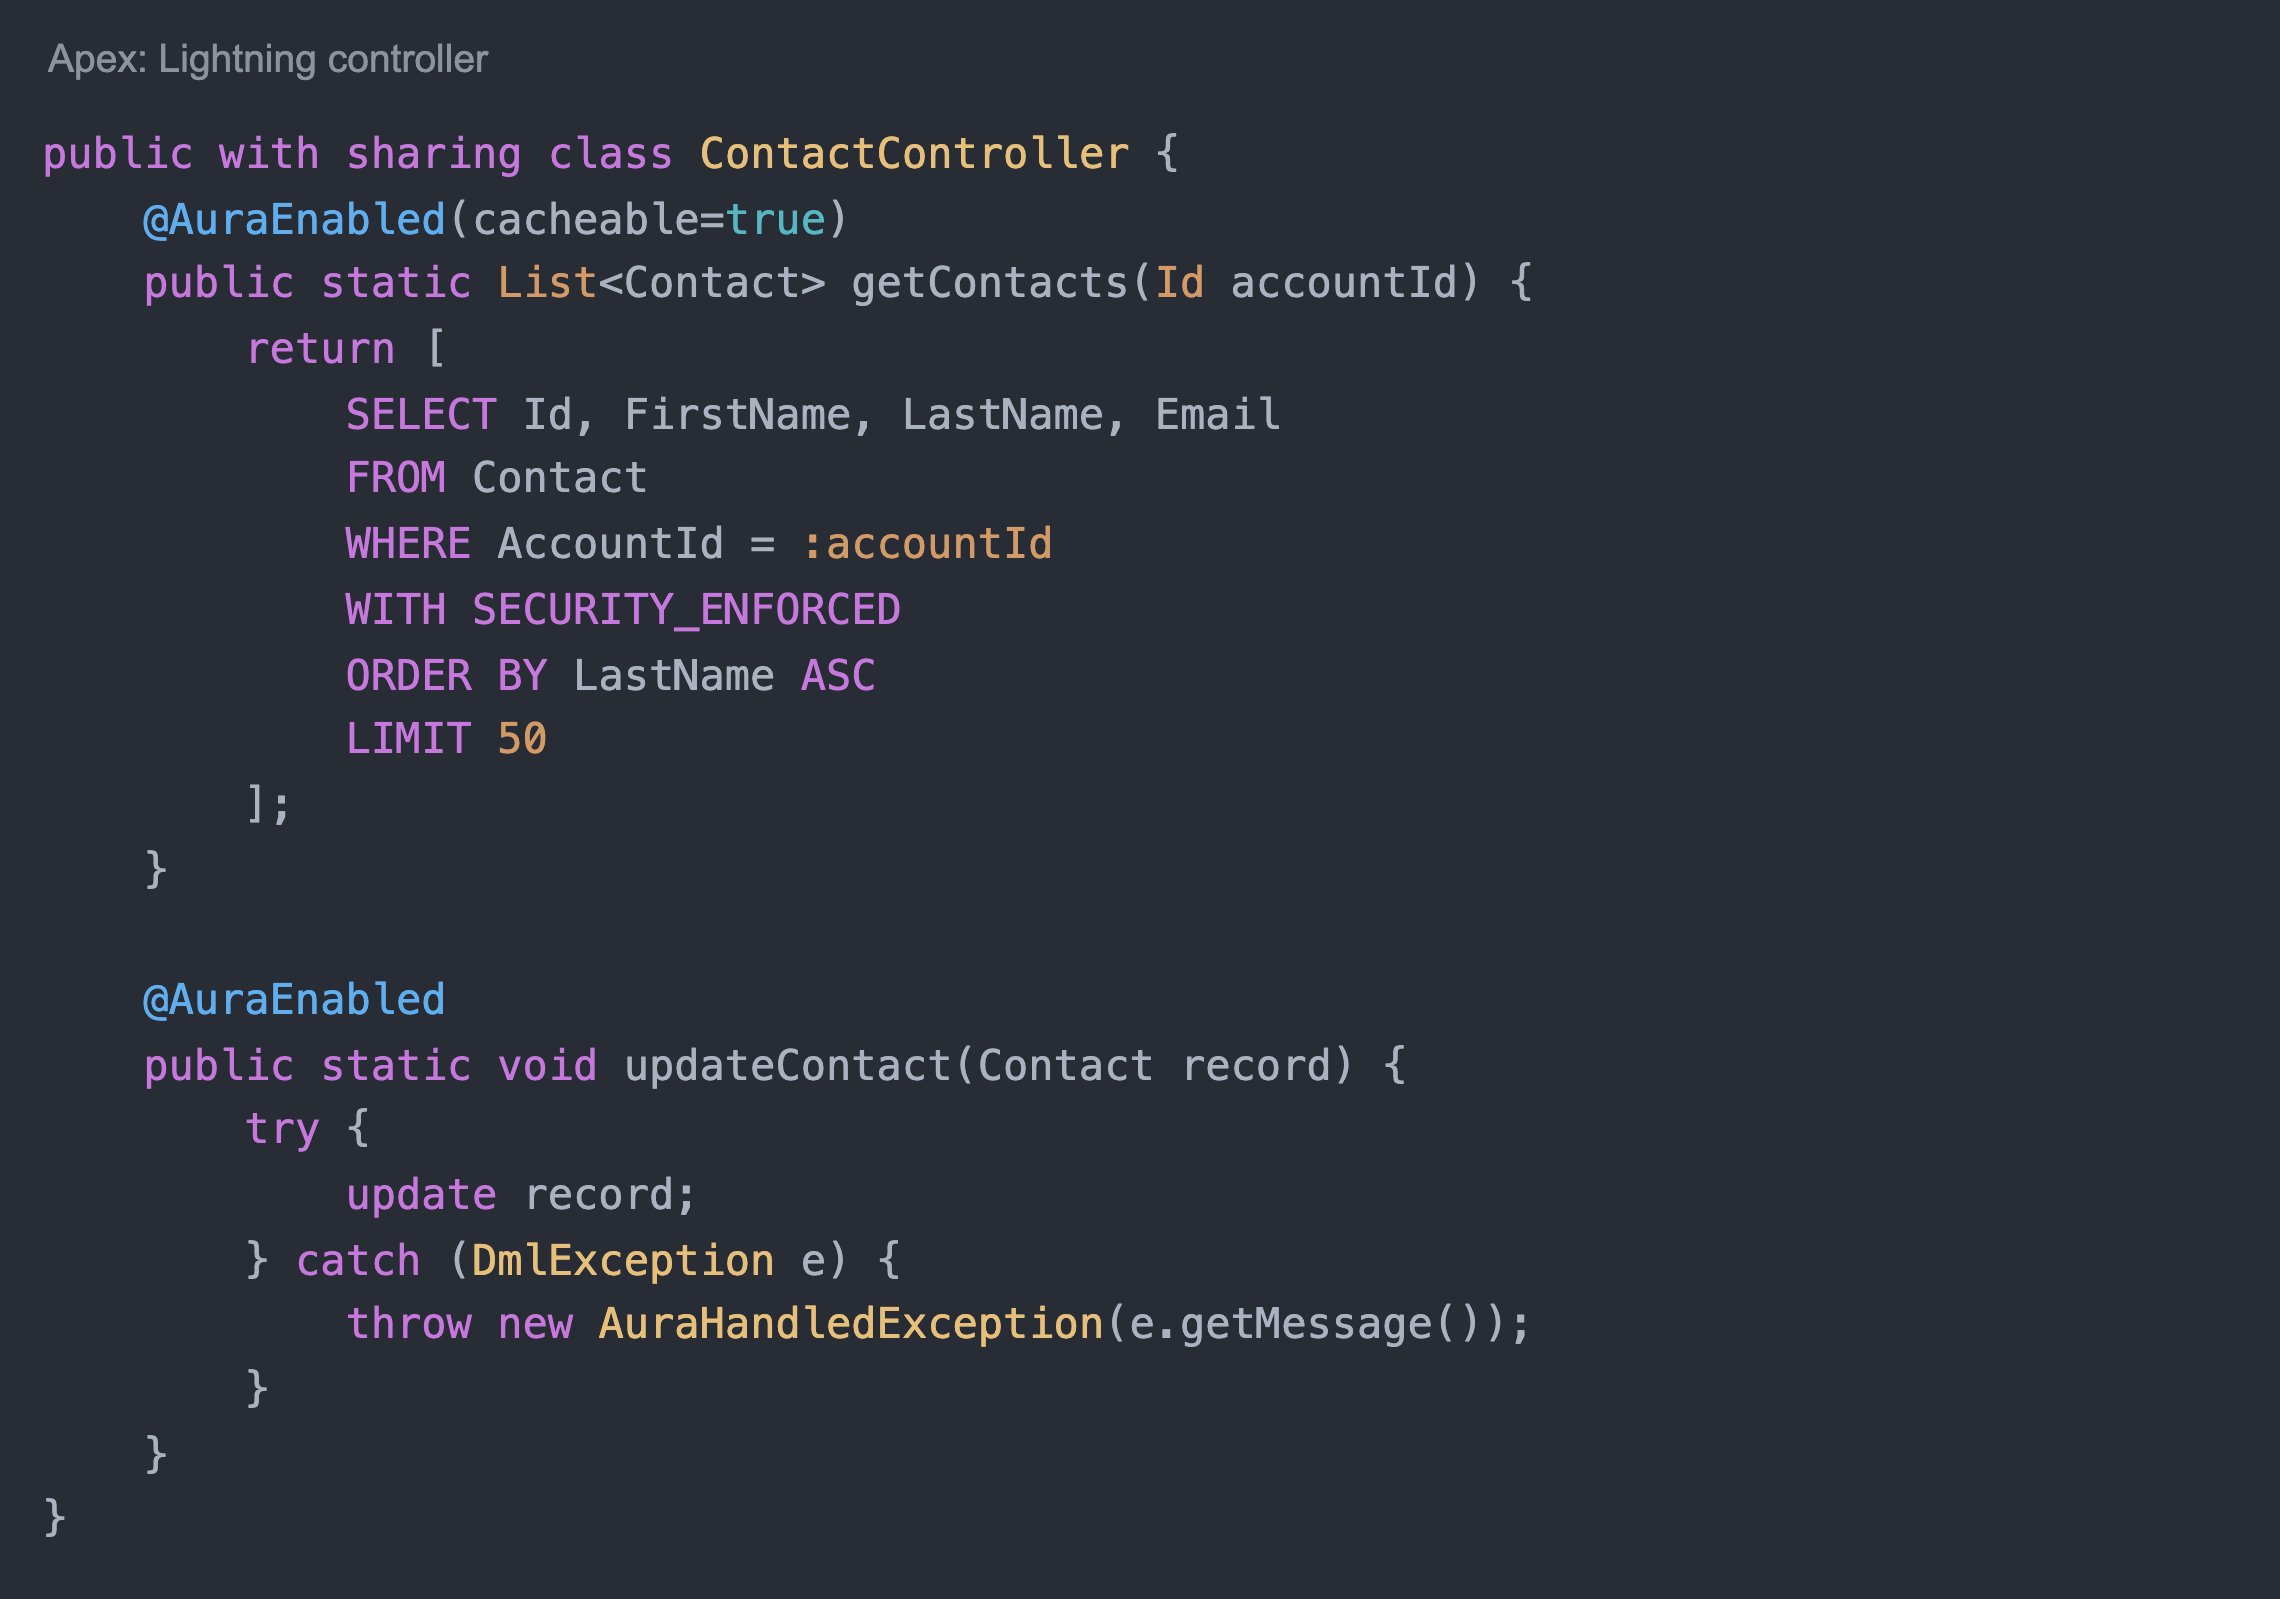 Apex: Lightning controller
public with sharing class ContactController {
    @AuraEnabled(cacheable=true)
    public static List<Contact> getContacts(Id accountId) {
        return [
            SELECT Id, FirstName, LastName, Email
            FROM Contact
            WHERE AccountId = :accountId
            WITH SECURITY_ENFORCED
            ORDER BY LastName ASC
            LIMIT 50
        ];
    }

    @AuraEnabled
    public static void updateContact(Contact record) {
        try {
            update record;
        } catch (DmlException e) {
            throw new AuraHandledException(e.getMessage());
        }
    }
}